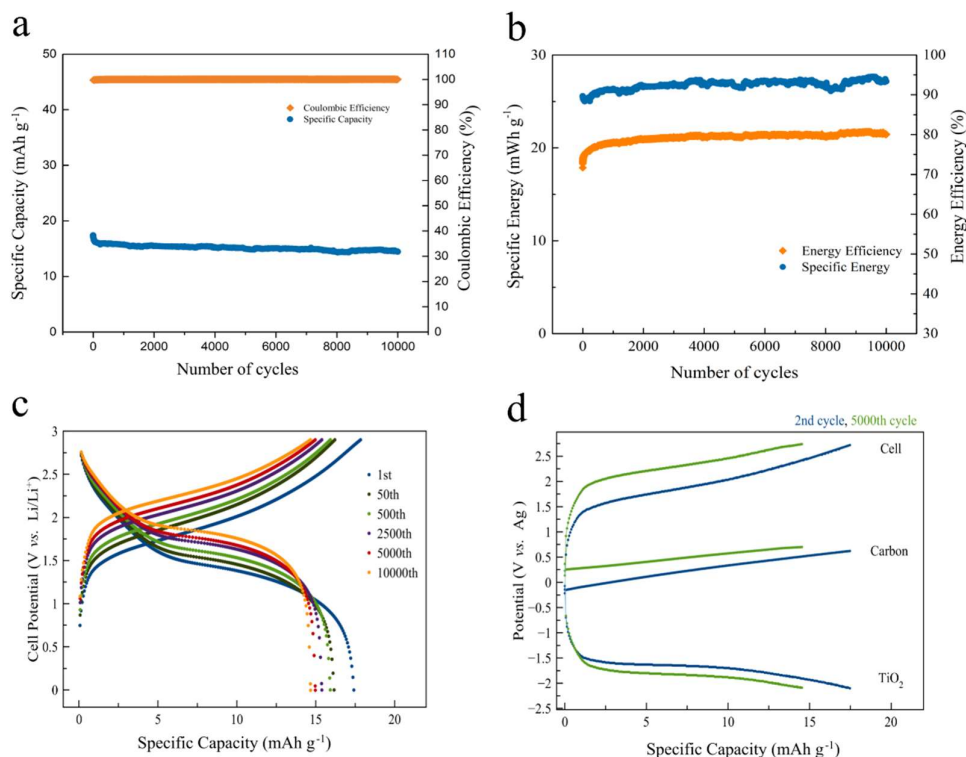 a
50
45
40
35
30
25
20
15
10
5
0
Specific Capacity (mAh g⁻¹)
110
100
90
80
70
60
50
40
30
20
10
0
Coulombic Efficiency (%)
Coulombic Efficiency
Specific Capacity
0 2000 4000 6000 8000 10000
Number of cycles
b
30
20
10
0
Specific Energy (mWh g⁻¹)
100
90
80
70
60
50
40
30
Energy Efficiency (%)
Energy Efficiency
Specific Energy
0 2000 4000 6000 8000 10000
Number of cycles
c
3
2.5
2
1.5
1
0.5
0
Cell Potential (V vs. Li/Li⁺)
1st
50th
500th
2500th
5000th
10000th
0 5 10 15 20
Specific Capacity (mAh g⁻¹)
d
2nd cycle, 5000th cycle
2.5
2
1.5
1
0.5
0
−0.5
−1
−1.5
−2
−2.5
Potential (V vs. Ag)
Cell
Carbon
TiO₂
0 5 10 15 20
Specific Capacity (mAh g⁻¹)